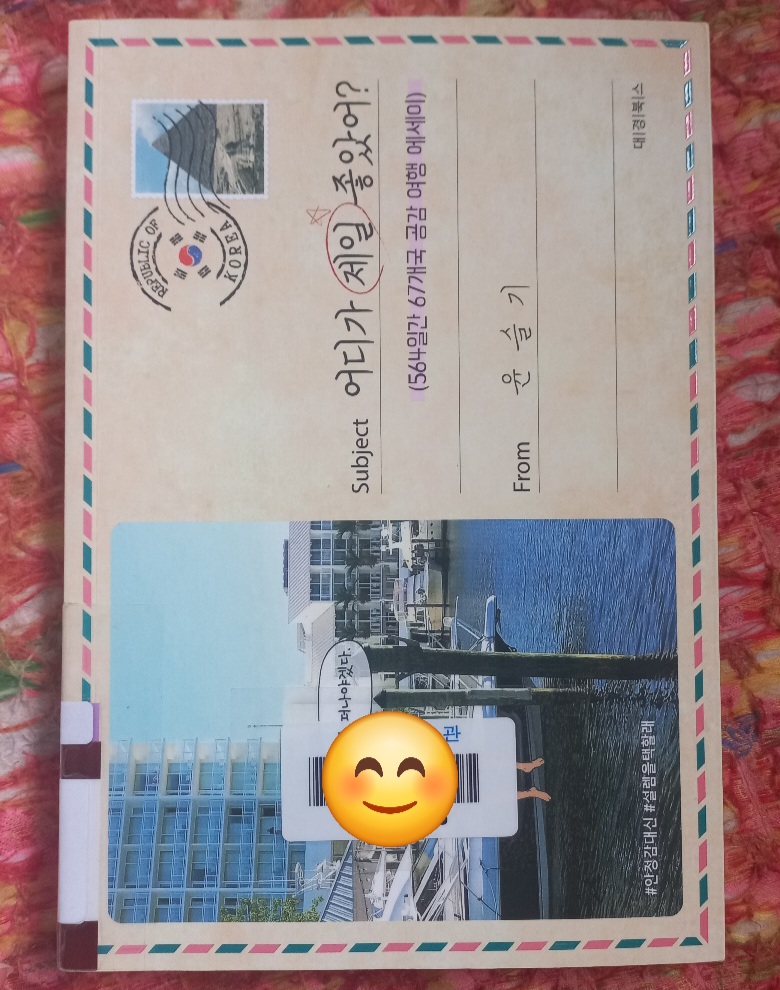 REPUBLIC OF
KOREA
Subject 어디가 제일 좋았어?
(564일간 67개국 공감 여행 에세이)
From 윤 슬 기
대|경|북|스
떠나야겠다.
관
#안정감대신 #설렘을택할래